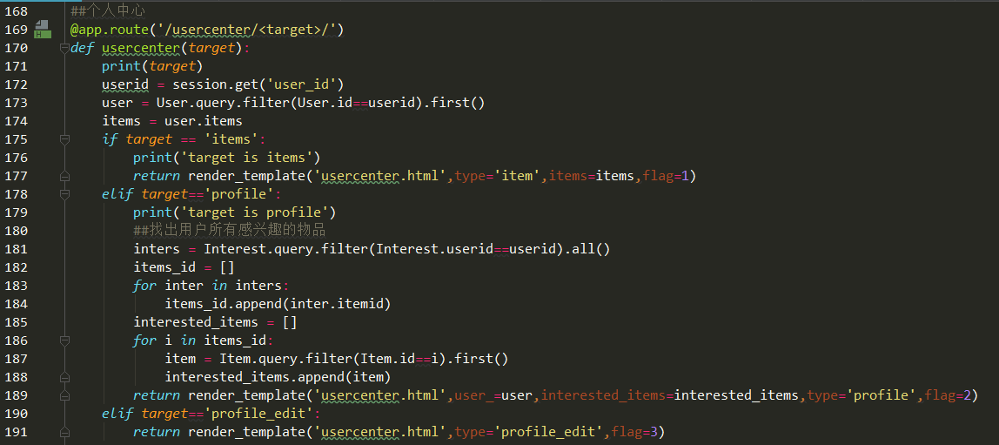 168 ##个人中心
169 @app.route('/usercenter/<target>/')
170 def usercenter(target):
171     print(target)
172     userid = session.get('user_id')
173     user = User.query.filter(User.id==userid).first()
174     items = user.items
175     if target == 'items':
176         print('target is items')
177         return render_template('usercenter.html',type='item',items=items,flag=1)
178     elif target=='profile':
179         print('target is profile')
180         ##找出用户所有感兴趣的物品
181         inters = Interest.query.filter(Interest.userid==userid).all()
182         items_id = []
183         for inter in inters:
184             items_id.append(inter.itemid)
185         interested_items = []
186         for i in items_id:
187             item = Item.query.filter(Item.id==i).first()
188             interested_items.append(item)
189         return render_template('usercenter.html',user_=user,interested_items=interested_items,type='profile',flag=2)
190     elif target=='profile_edit':
191         return render_template('usercenter.html',type='profile_edit',flag=3)